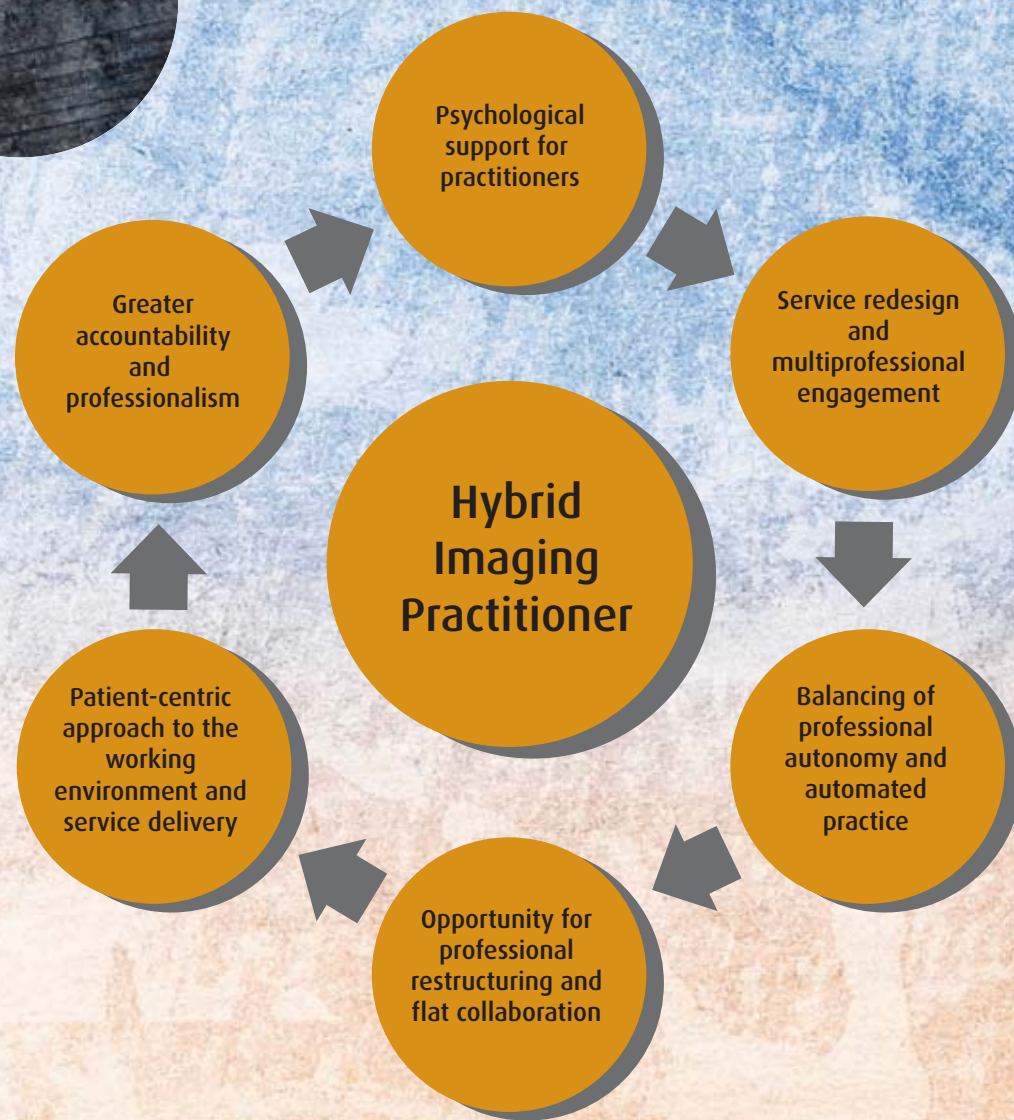 Psychological
support for
practitioners
Service redesign
and
multiprofessional
engagement
Balancing of
professional
autonomy and
automated
practice
Opportunity for
professional
restructuring and
flat collaboration
Patient-centric
approach to the
working
environment and
service delivery
Greater
accountability
and
professionalism
Hybrid
Imaging
Practitioner